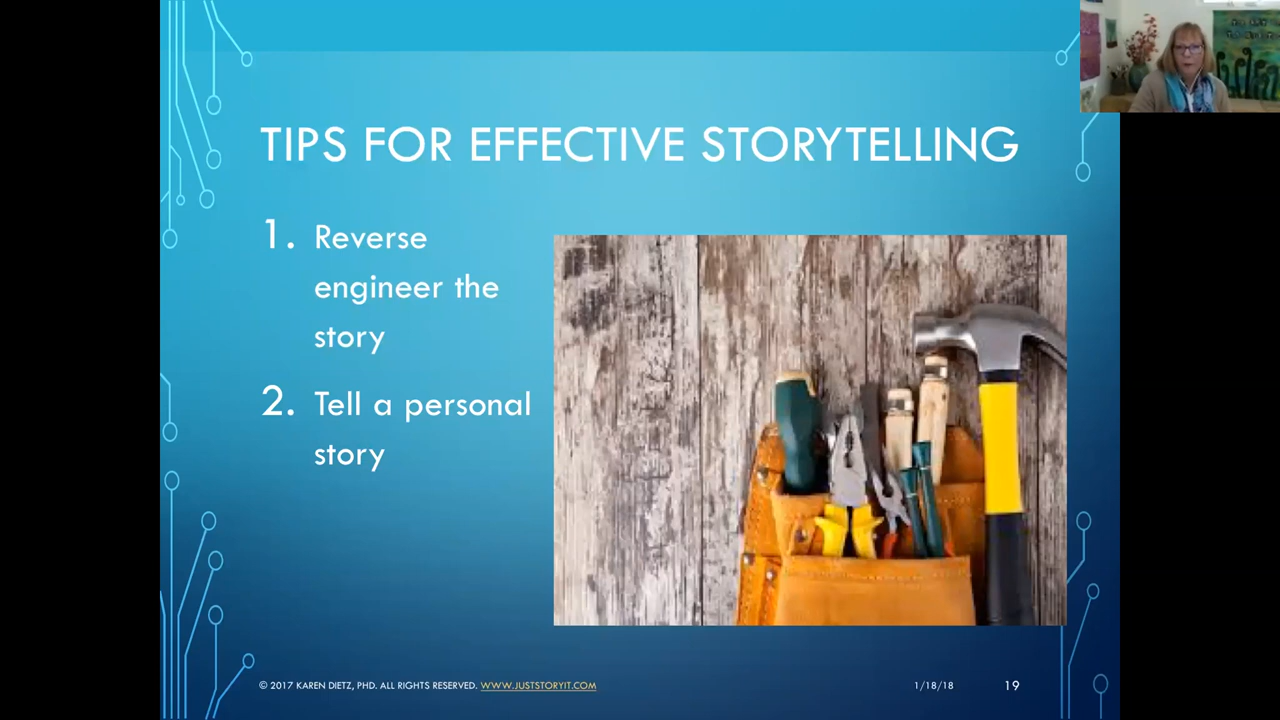 TIPS FOR EFFECTIVE STORYTELLING
1. Reverse
engineer the
story
2. Tell a personal
story
© 2017 KAREN DIETZ, PHD. ALL RIGHTS RESERVED. WWW.JUSTSTORYIT.COM
1/18/18
19